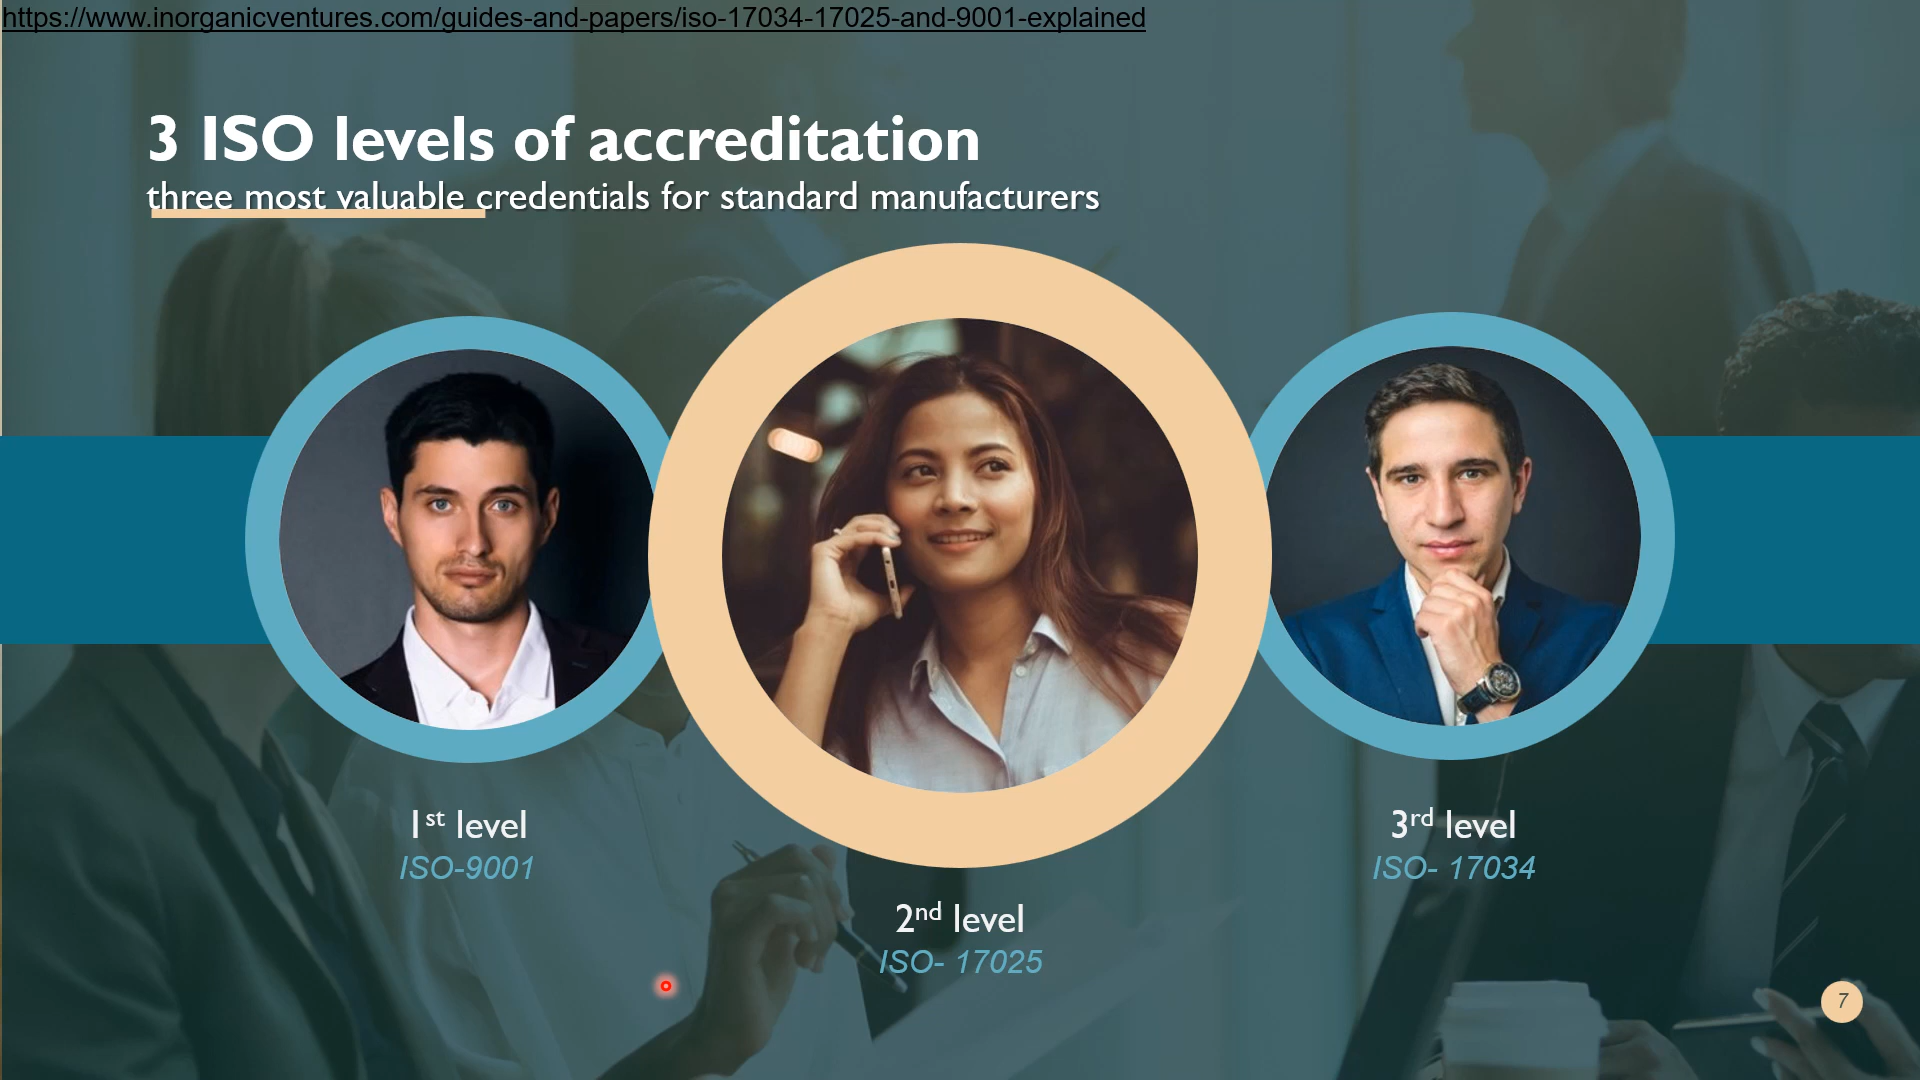 https://www.inorganicventures.com/guides-and-papers/iso-17034-17025-and-9001-explained
3 ISO levels of accreditation
three most valuable credentials for standard manufacturers
1st level
ISO-9001
2nd level
ISO- 17025
3rd level
ISO- 17034
7